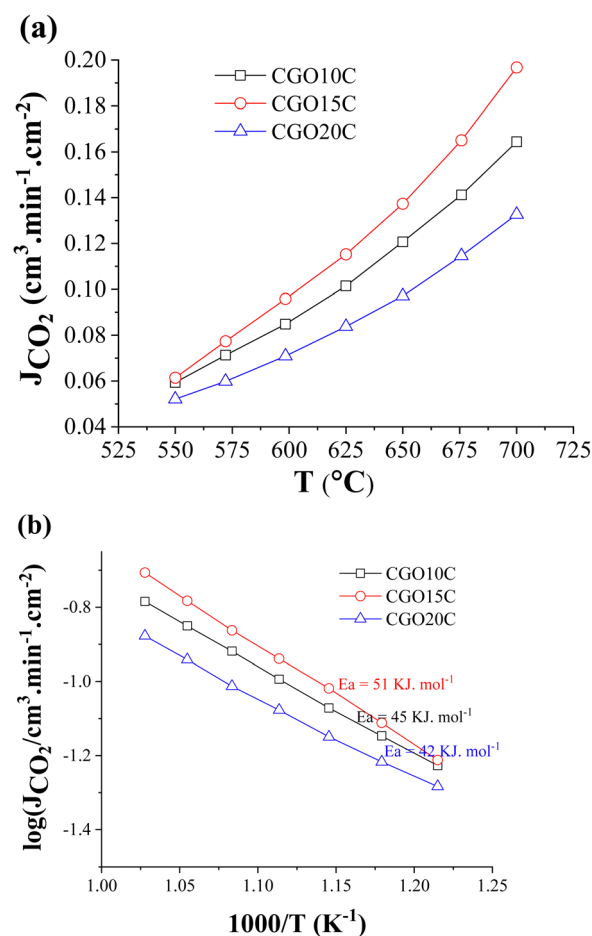 (a)
0.20
0.18
0.16
0.14
0.12
0.10
0.08
0.06
0.04
CGO10C
CGO15C
CGO20C
J_CO₂ (cm³.min⁻¹.cm⁻²)
525 550 575 600 625 650 675 700 725
T (°C)
(b)
-0.8
-1.0
-1.2
-1.4
CGO10C
CGO15C
CGO20C
Ea = 51 KJ. mol⁻¹
Ea = 45 KJ. mol⁻¹
Ea = 42 KJ. mol⁻¹
log(J_CO₂/cm³.min⁻¹.cm⁻²)
1.00 1.05 1.10 1.15 1.20 1.25
1000/T (K⁻¹)